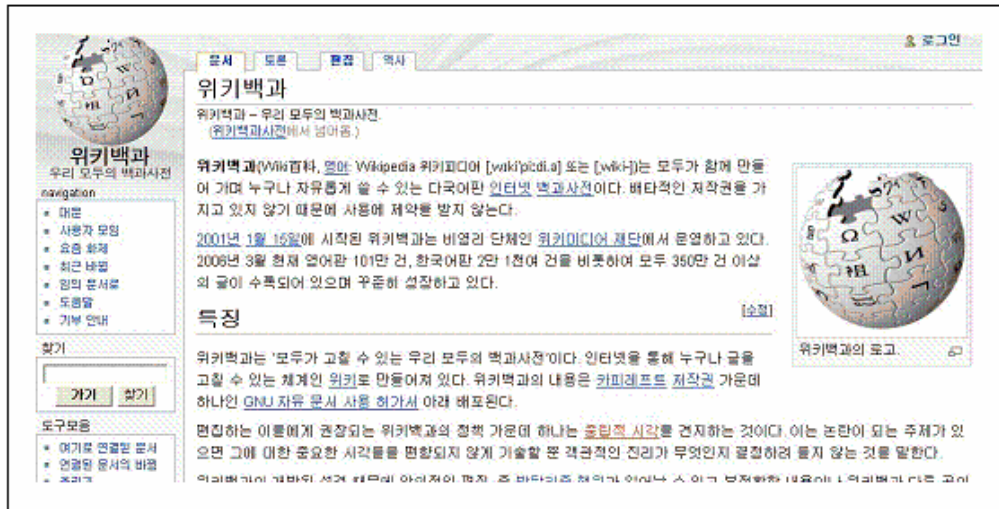 로그인
문서 토론 편집 역사
위키백과
위키백과 – 우리 모두의 백과사전.
(위키백과사전에서 넘어옴.)
위키백과
우리 모두의 백과사전
navigation
대문
사용자 모임
요즘 화제
최근 바뀜
임의 문서로
도움말
기부 안내
찾기
가기 찾기
도구모음
여기로 연결된 문서
연결된 문서의 바뀜
위키백과(Wiki百科, 영어: Wikipedia 위키피디어 [ˌwɪkiˈpiːdi.ə] 또는 [ˌwiki-])는 모두가 함께 만들
어 가며 누구나 자유롭게 쓸 수 있는 다국어판 인터넷 백과사전이다. 배타적인 저작권을 가
지고 있지 않기 때문에 사용에 제약을 받지 않는다.
2001년 1월 15일에 시작된 위키백과는 비영리 단체인 위키미디어 재단에서 운영하고 있다.
2006년 3월 현재 영어판 101만 건, 한국어판 2만 1천여 건을 비롯하여 모두 350만 건 이상
의 글이 수록되어 있으며 꾸준히 성장하고 있다.
특징
[수정]
위키백과는 '모두가 고칠 수 있는 우리 모두의 백과사전'이다. 인터넷을 통해 누구나 글을
고칠 수 있는 체계인 위키로 만들어져 있다. 위키백과의 내용은 카피레프트 저작권 가운데
하나인 GNU 자유 문서 사용 허가서 아래 배포된다.
위키백과의 로고.
편집하는 이들에게 권장되는 위키백과의 정책 가운데 하나는 중립적 시각를 견지하는 것이다. 이는 논란이 되는 주제가 있
으면 그에 대한 중요한 시각들을 편향되지 않게 기술할 뿐 객관적인 진리가 무엇인지 결정하려 들지 않는 것을 말한다.